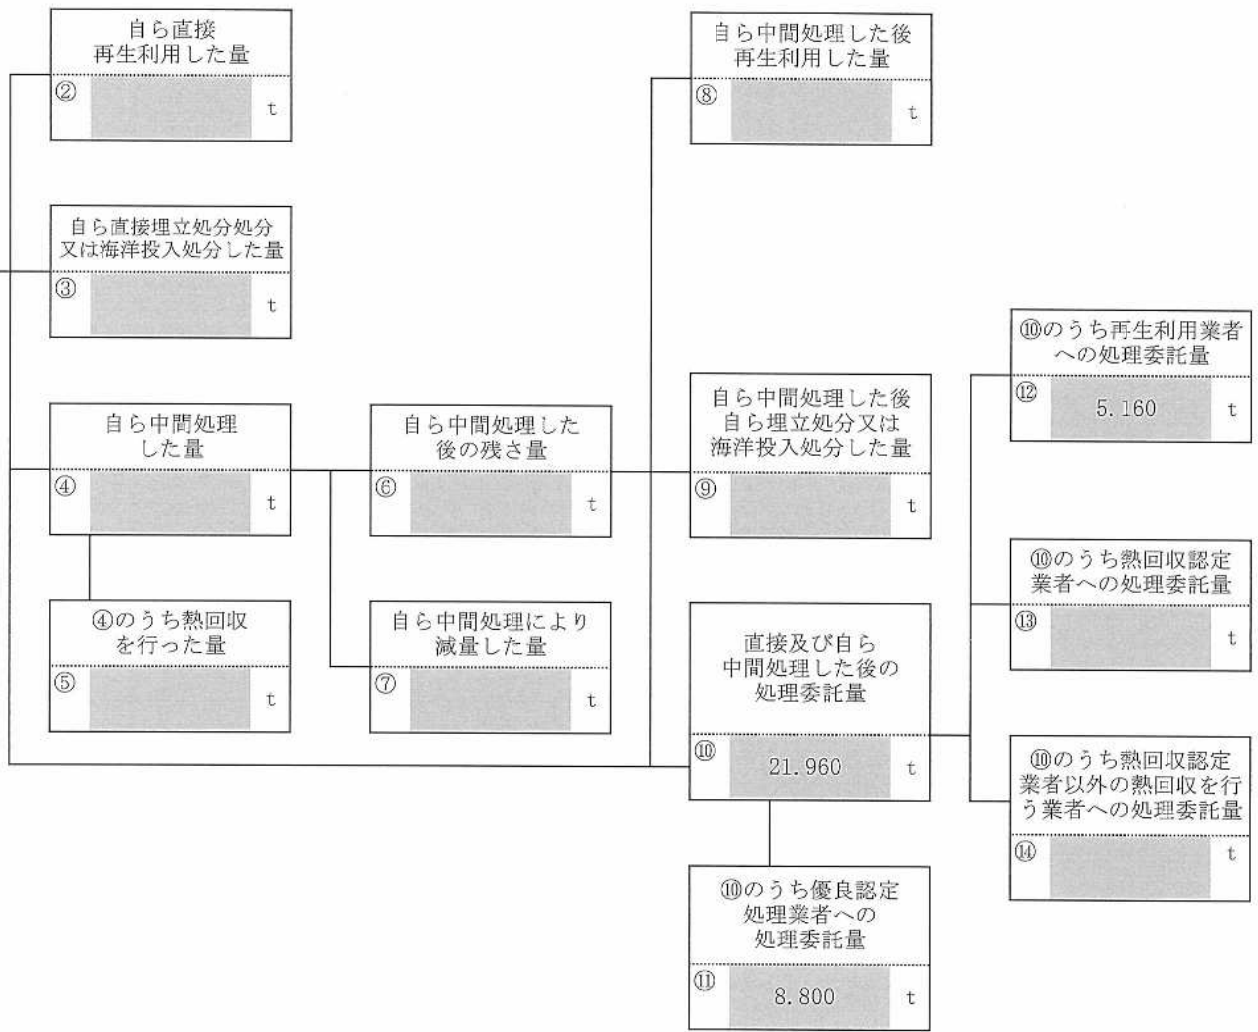 自ら直接
再生利用した量
②
t
自ら直接埋立処分処分
又は海洋投入処分した量
③
t
自ら中間処理
した量
④
t
④のうち熱回収
を行った量
⑤
t
自ら中間処理した
後の残さ量
⑥
t
自ら中間処理により
減量した量
⑦
t
自ら中間処理した後
再生利用した量
⑧
t
自ら中間処理した後
自ら埋立処分又は
海洋投入処分した量
⑨
t
直接及び自ら
中間処理した後の
処理委託量
⑩ 21.960 t
⑩のうち優良認定
処理業者への
処理委託量
⑪ 8.800 t
⑩のうち再生利用業者
への処理委託量
⑫ 5.160 t
⑩のうち熱回収認定
業者への処理委託量
⑬
t
⑩のうち熱回収認定
業者以外の熱回収を行
う業者への処理委託量
⑭
t